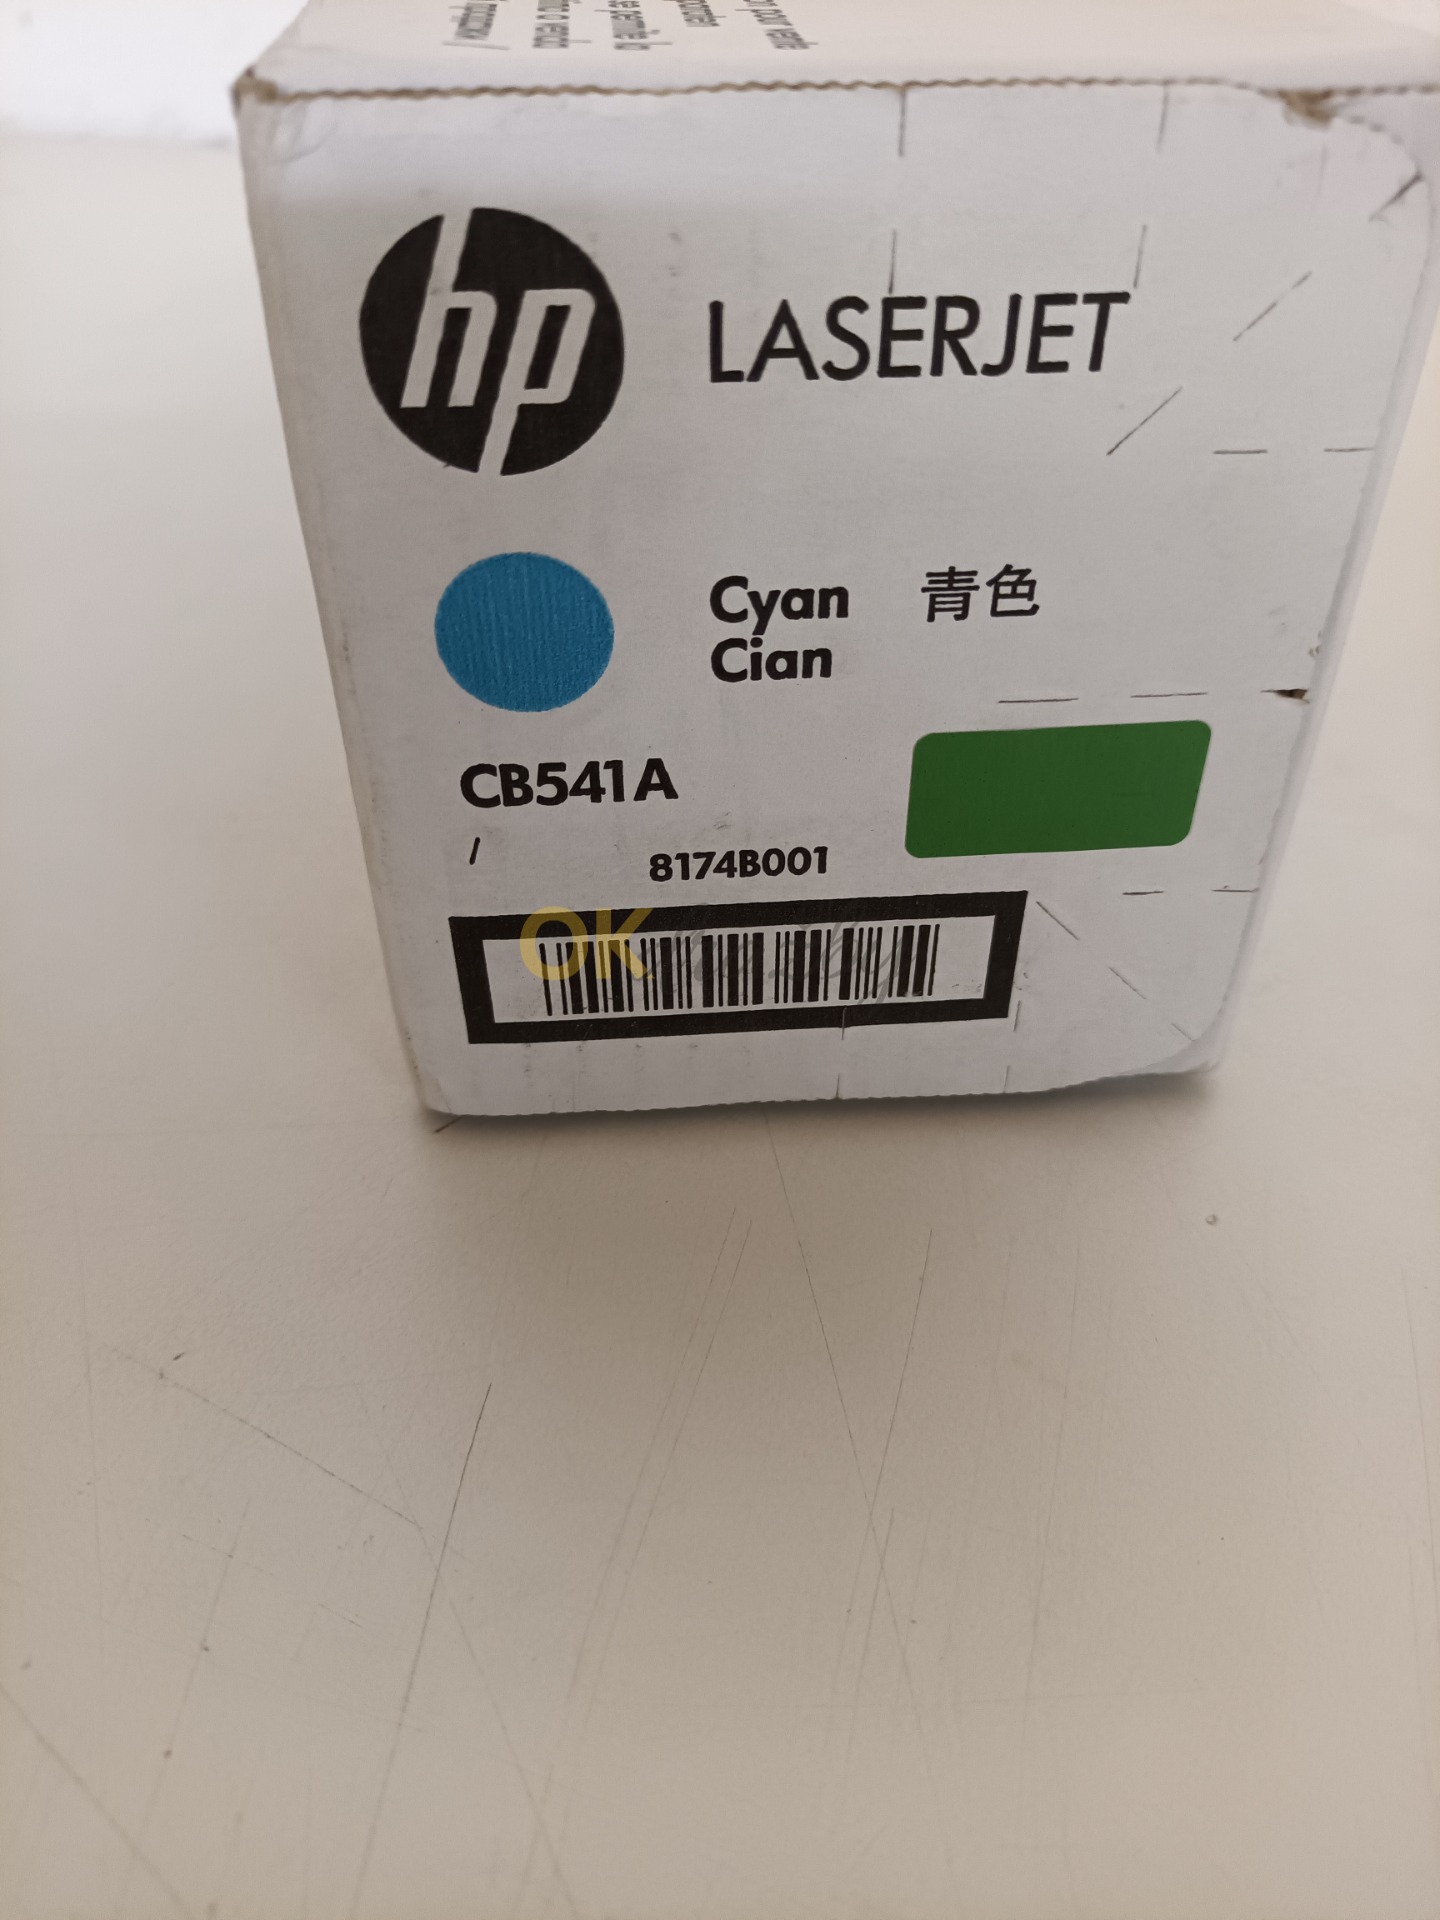 hp LASERJET
Cyan 青色
Cian
CB541A
/
8174B001
OK